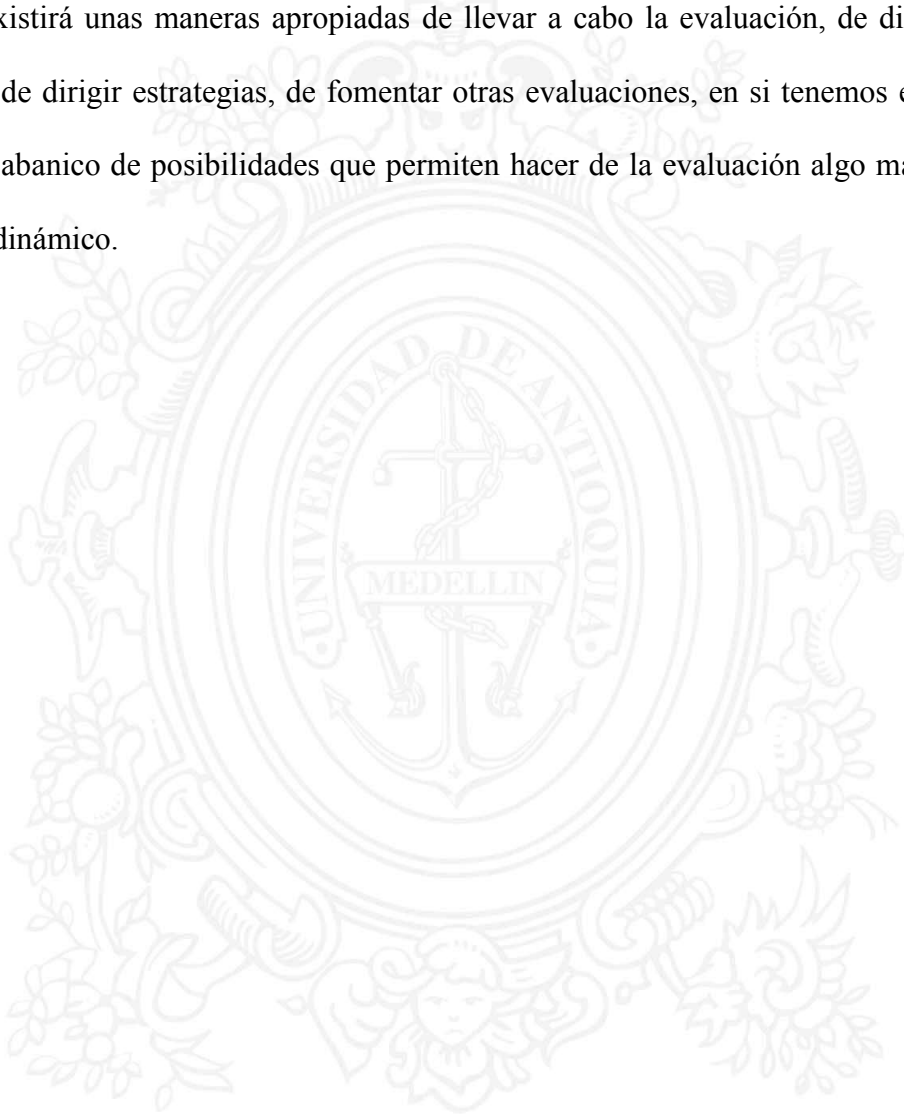 xistirá unas maneras apropiadas de llevar a cabo la evaluación, de di
de dirigir estrategias, de fomentar otras evaluaciones, en si tenemos e
abanico de posibilidades que permiten hacer de la evaluación algo ma
dinámico.
UNIVERSIDAD DE ANTIOQUIA
MEDELLIN